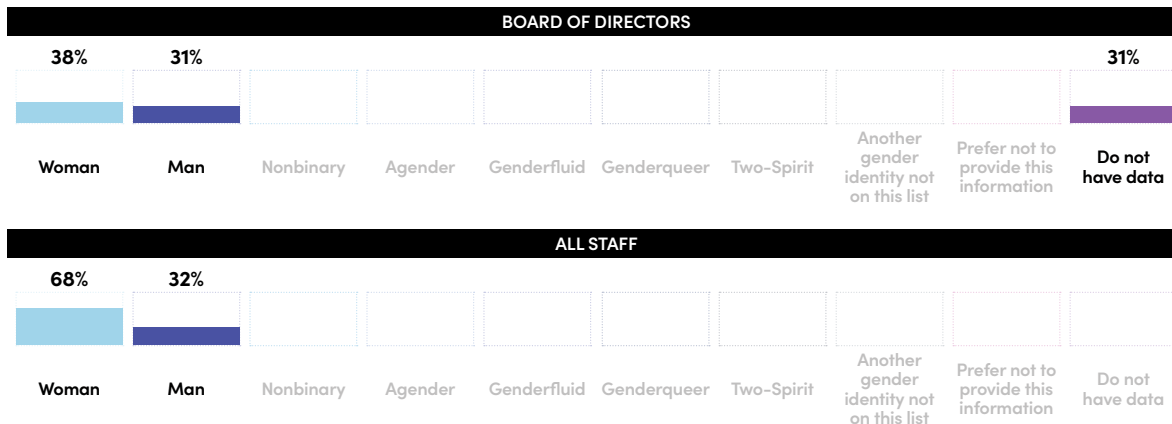 BOARD OF DIRECTORS
38% 31% 31%
Woman Man Nonbinary Agender Genderfluid Genderqueer Two-Spirit Another
gender
identity not
on this list Prefer not to
provide this
information Do not
have data
ALL STAFF
68% 32%
Woman Man Nonbinary Agender Genderfluid Genderqueer Two-Spirit Another
gender
identity not
on this list Prefer not to
provide this
information Do not
have data